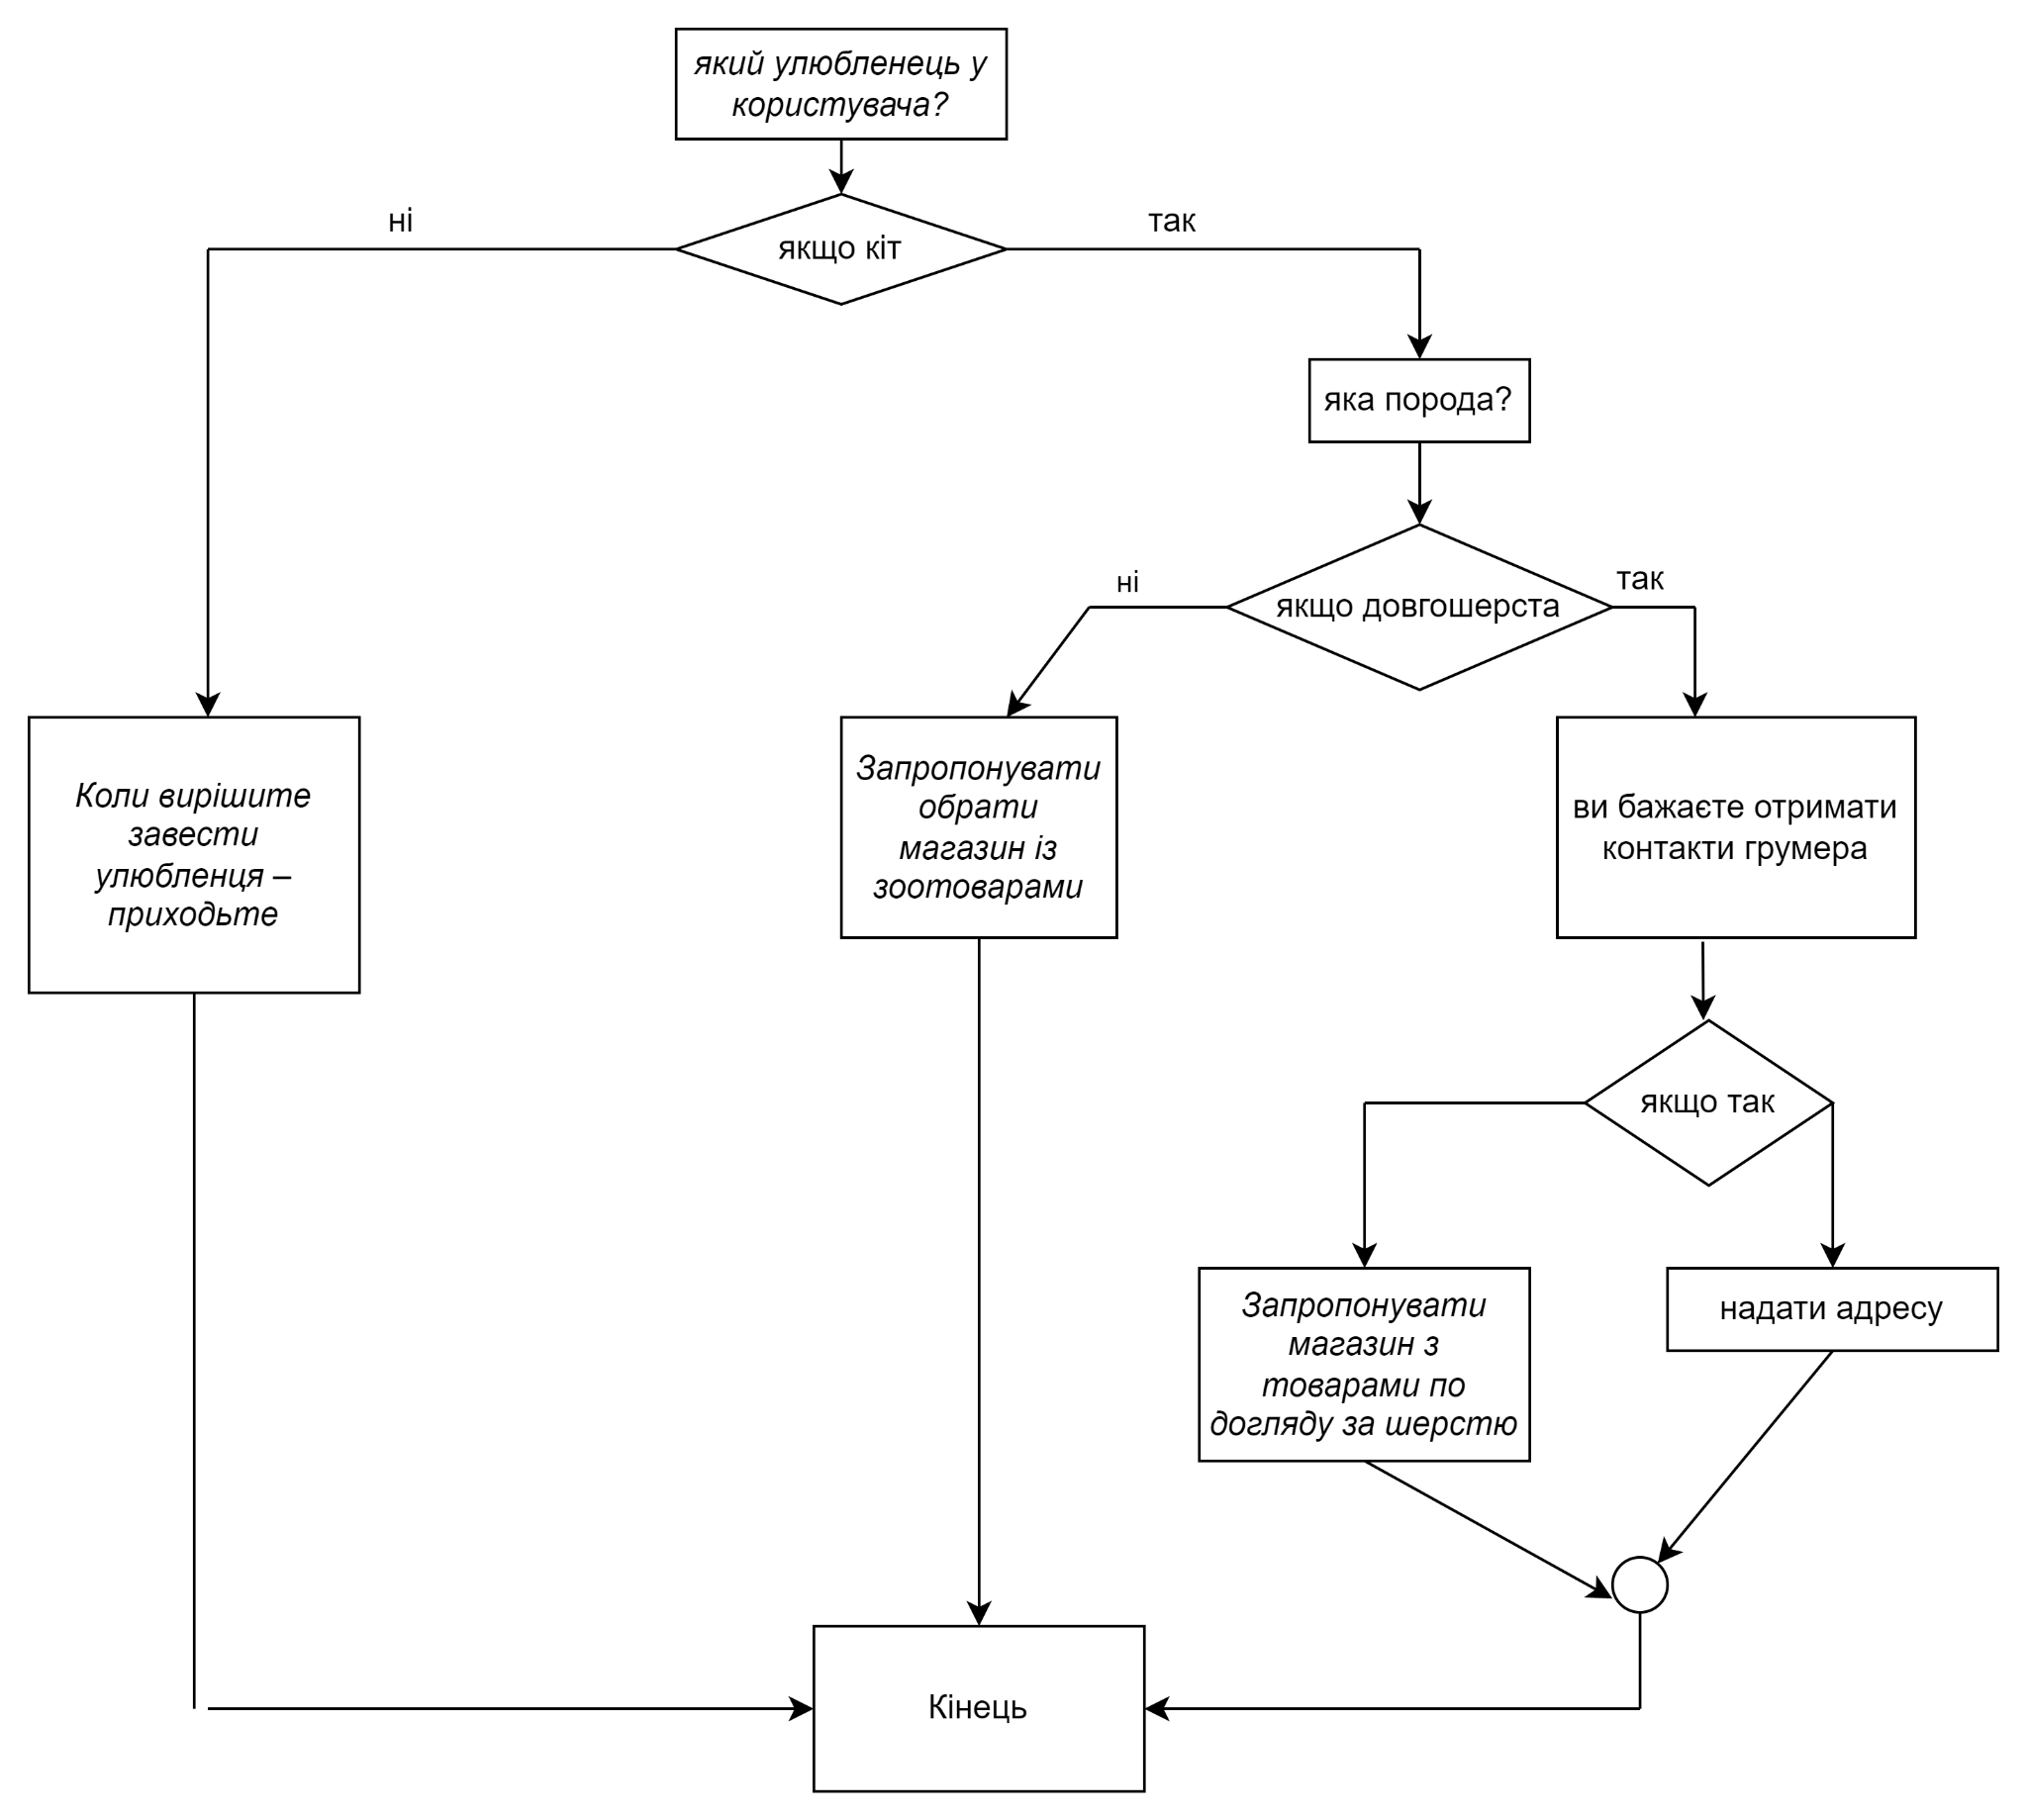 який улюбленець у
користувача?
ні
якщо кіт
так
яка порода?
ні
якщо довгошерста
так
Коли вирішите
завести
улюбленця –
приходьте
Запропонувати
обрати
магазин із
зоотоварами
ви бажаєте отримати
контакти грумера
якщо так
Запропонувати
магазин з
товарами по
догляду за шерстю
надати адресу
Кінець